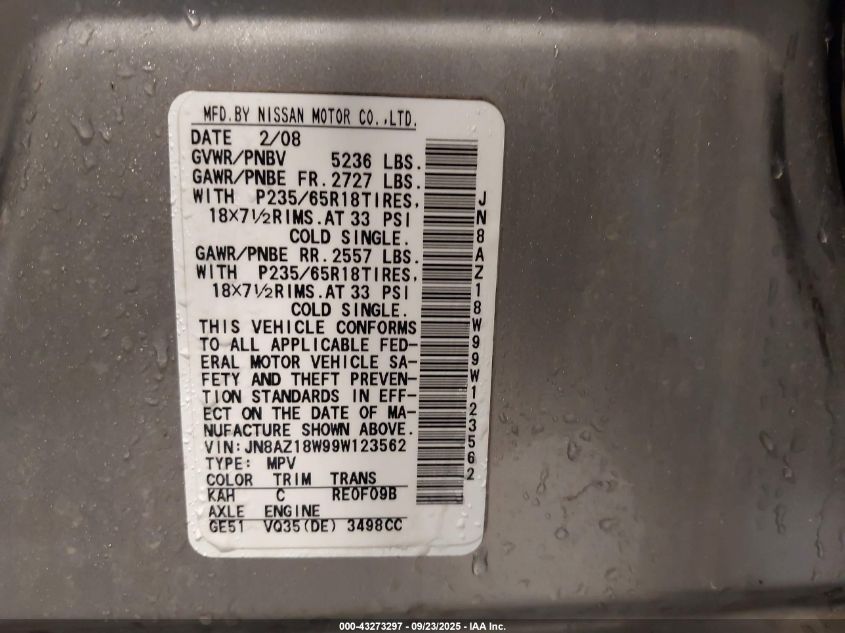 MFD.BY NISSAN MOTOR CO.,LTD.
DATE 2/08
GVWR/PNBV 5236 LBS.
GAWR/PNBE FR.2727 LBS.
WITH P235/65R18TIRES,
18×7½RIMS.AT 33 PSI
COLD SINGLE.
GAWR/PNBE RR.2557 LBS.
WITH P235/65R18TIRES,
18×7½RIMS.AT 33 PSI
COLD SINGLE.
THIS VEHICLE CONFORMS
TO ALL APPLICABLE FED-
ERAL MOTOR VEHICLE SA-
FETY AND THEFT PREVEN-
TION STANDARDS IN EFF-
ECT ON THE DATE OF MA-
NUFACTURE SHOWN ABOVE.
VIN:JN8AZ18W99W123562
TYPE: MPV
COLOR TRIM TRANS
KAH C RE0F09B
AXLE ENGINE
GE51 VQ35(DE) 3498CC
JN8AZ18W99W123562
000-43273297 - 09/23/2025 - IAA Inc.